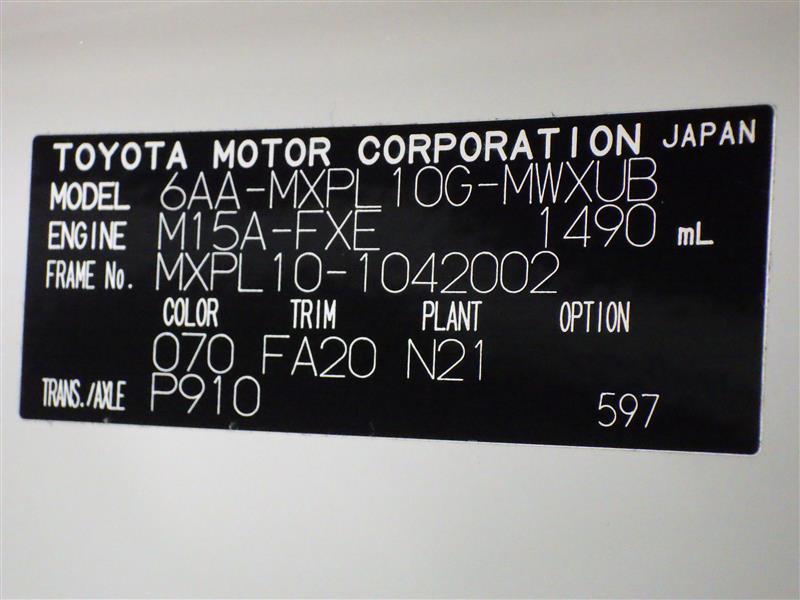 TOYOTA MOTOR CORPORATION JAPAN
MODEL 6AA-MXPL10G-MWXUB
ENGINE M15A-FXE 1490 mL
FRAME No. MXPL10-1042002
COLOR TRIM PLANT OPTION
070 FA20 N21
TRANS./AXLE P910 597